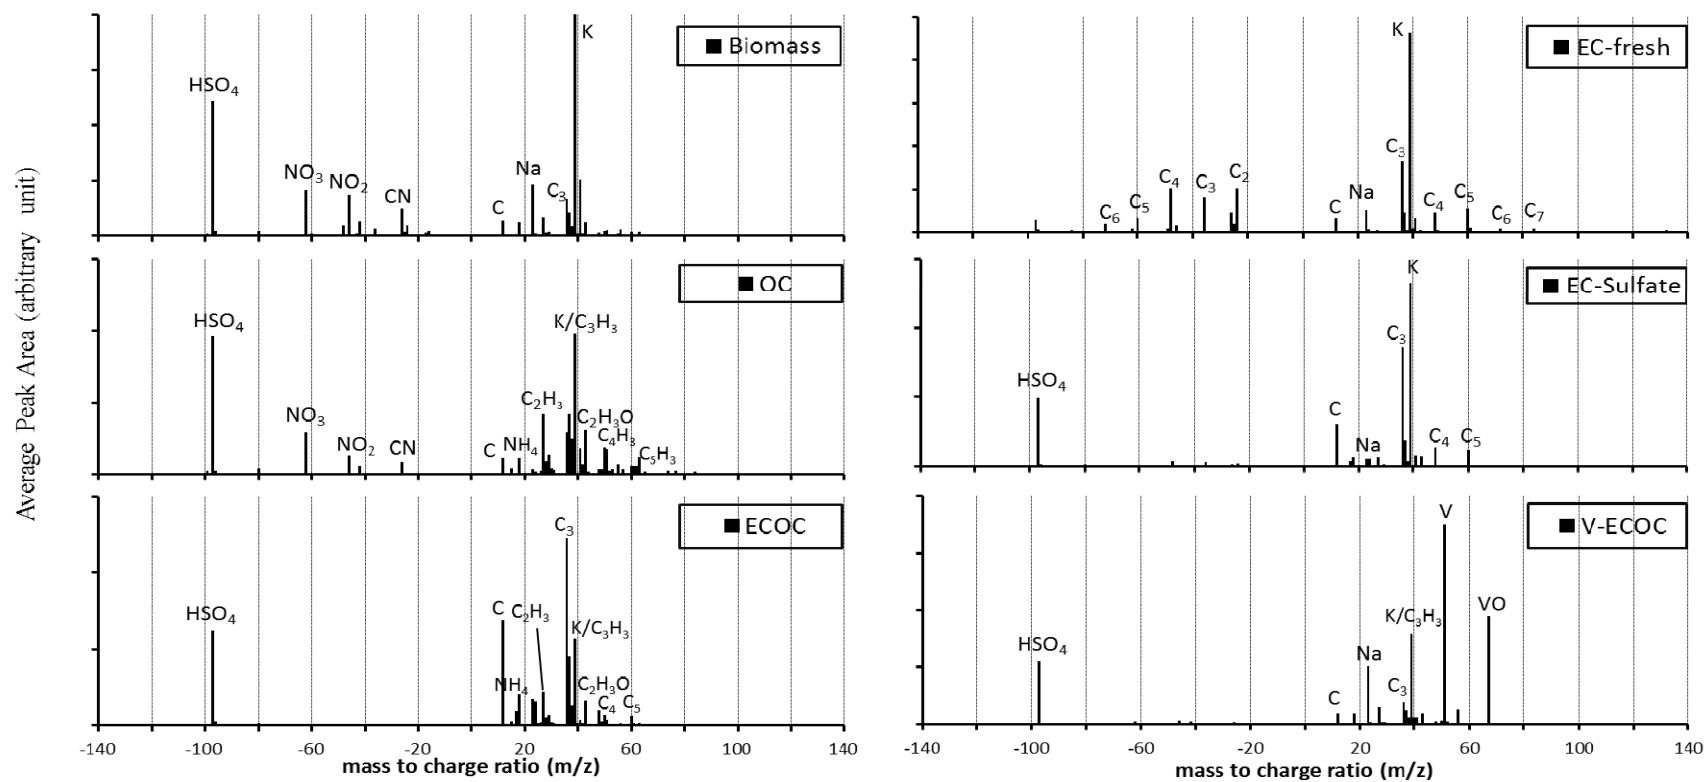 Average Peak Area (arbitrary unit)
Biomass
HSO₄
NO₃
NO₂
CN
C
Na
C₃
K
OC
HSO₄
NO₃
NO₂
CN
C
NH₄
C₂H₃
K/C₃H₃
C₂H₃O
C₄H₃
C₅H₃
ECOC
HSO₄
C
NH₄
C₂H₃
C₃
K/C₃H₃
C₂H₃O
C₄
C₅
-140 -100 -60 -20 20 60 100 140
mass to charge ratio (m/z)
EC-fresh
C₆
C₅
C₄
C₃
C₂
C
Na
C₃
K
C₄
C₅
C₆
C₇
EC-Sulfate
HSO₄
C
Na
C₃
K
C₄
C₅
V-ECOC
HSO₄
C
Na
C₃
K/C₃H₃
V
VO
-140 -100 -60 -20 20 60 100 140
mass to charge ratio (m/z)